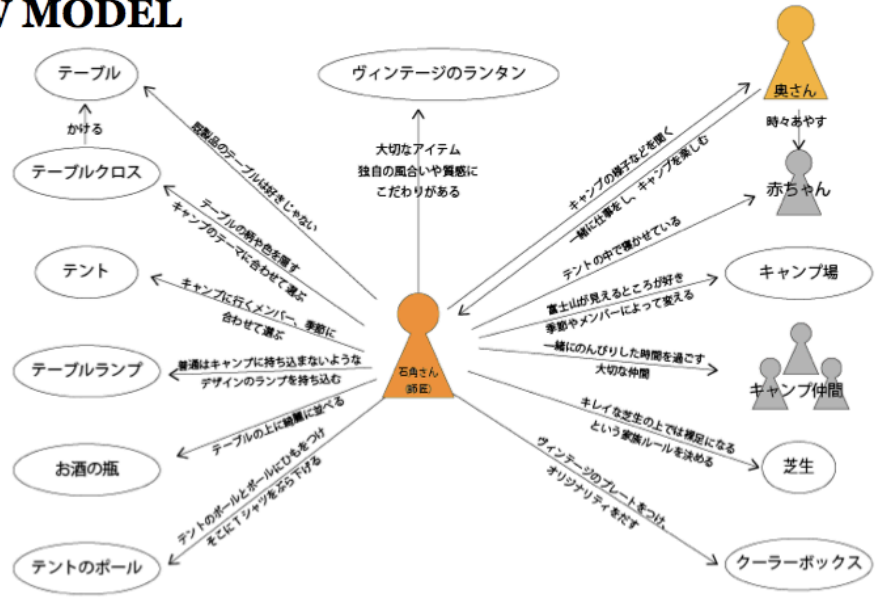 MODEL
テーブル
ヴィンテージのランタン
奥さん
かける
時々あやす
既製品のテーブルは好きじゃない
大切なアイテム
独自の風合いや質感に
こだわりがある
キャンプの様子などを聞く
一緒に仕事をし、キャンプを楽しむ
テーブルクロス
赤ちゃん
テーブルの柄や色を隠す
キャンプのテーマに合わせて選ぶ
テントの中で寝かせている
テント
キャンプ場
キャンプに行くメンバー、季節に
合わせて選ぶ
富士山が見えるところが好き
季節やメンバーによって変える
テーブルランプ
普通はキャンプに持ち込まないような
デザインのランプを持ち込む
石角さん
(師匠)
一緒にのんびりした時間を過ごす
大切な仲間
キャンプ仲間
テーブルの上に綺麗に並べる
お酒の瓶
キレイな芝生の上では裸足になる
という家族ルールを決める
芝生
テントのポールとポールにひもをつけ
そこにTシャツをぶら下げる
ヴィンテージのプレートをつけ、
オリジナリティをだす
テントのポール
クーラーボックス